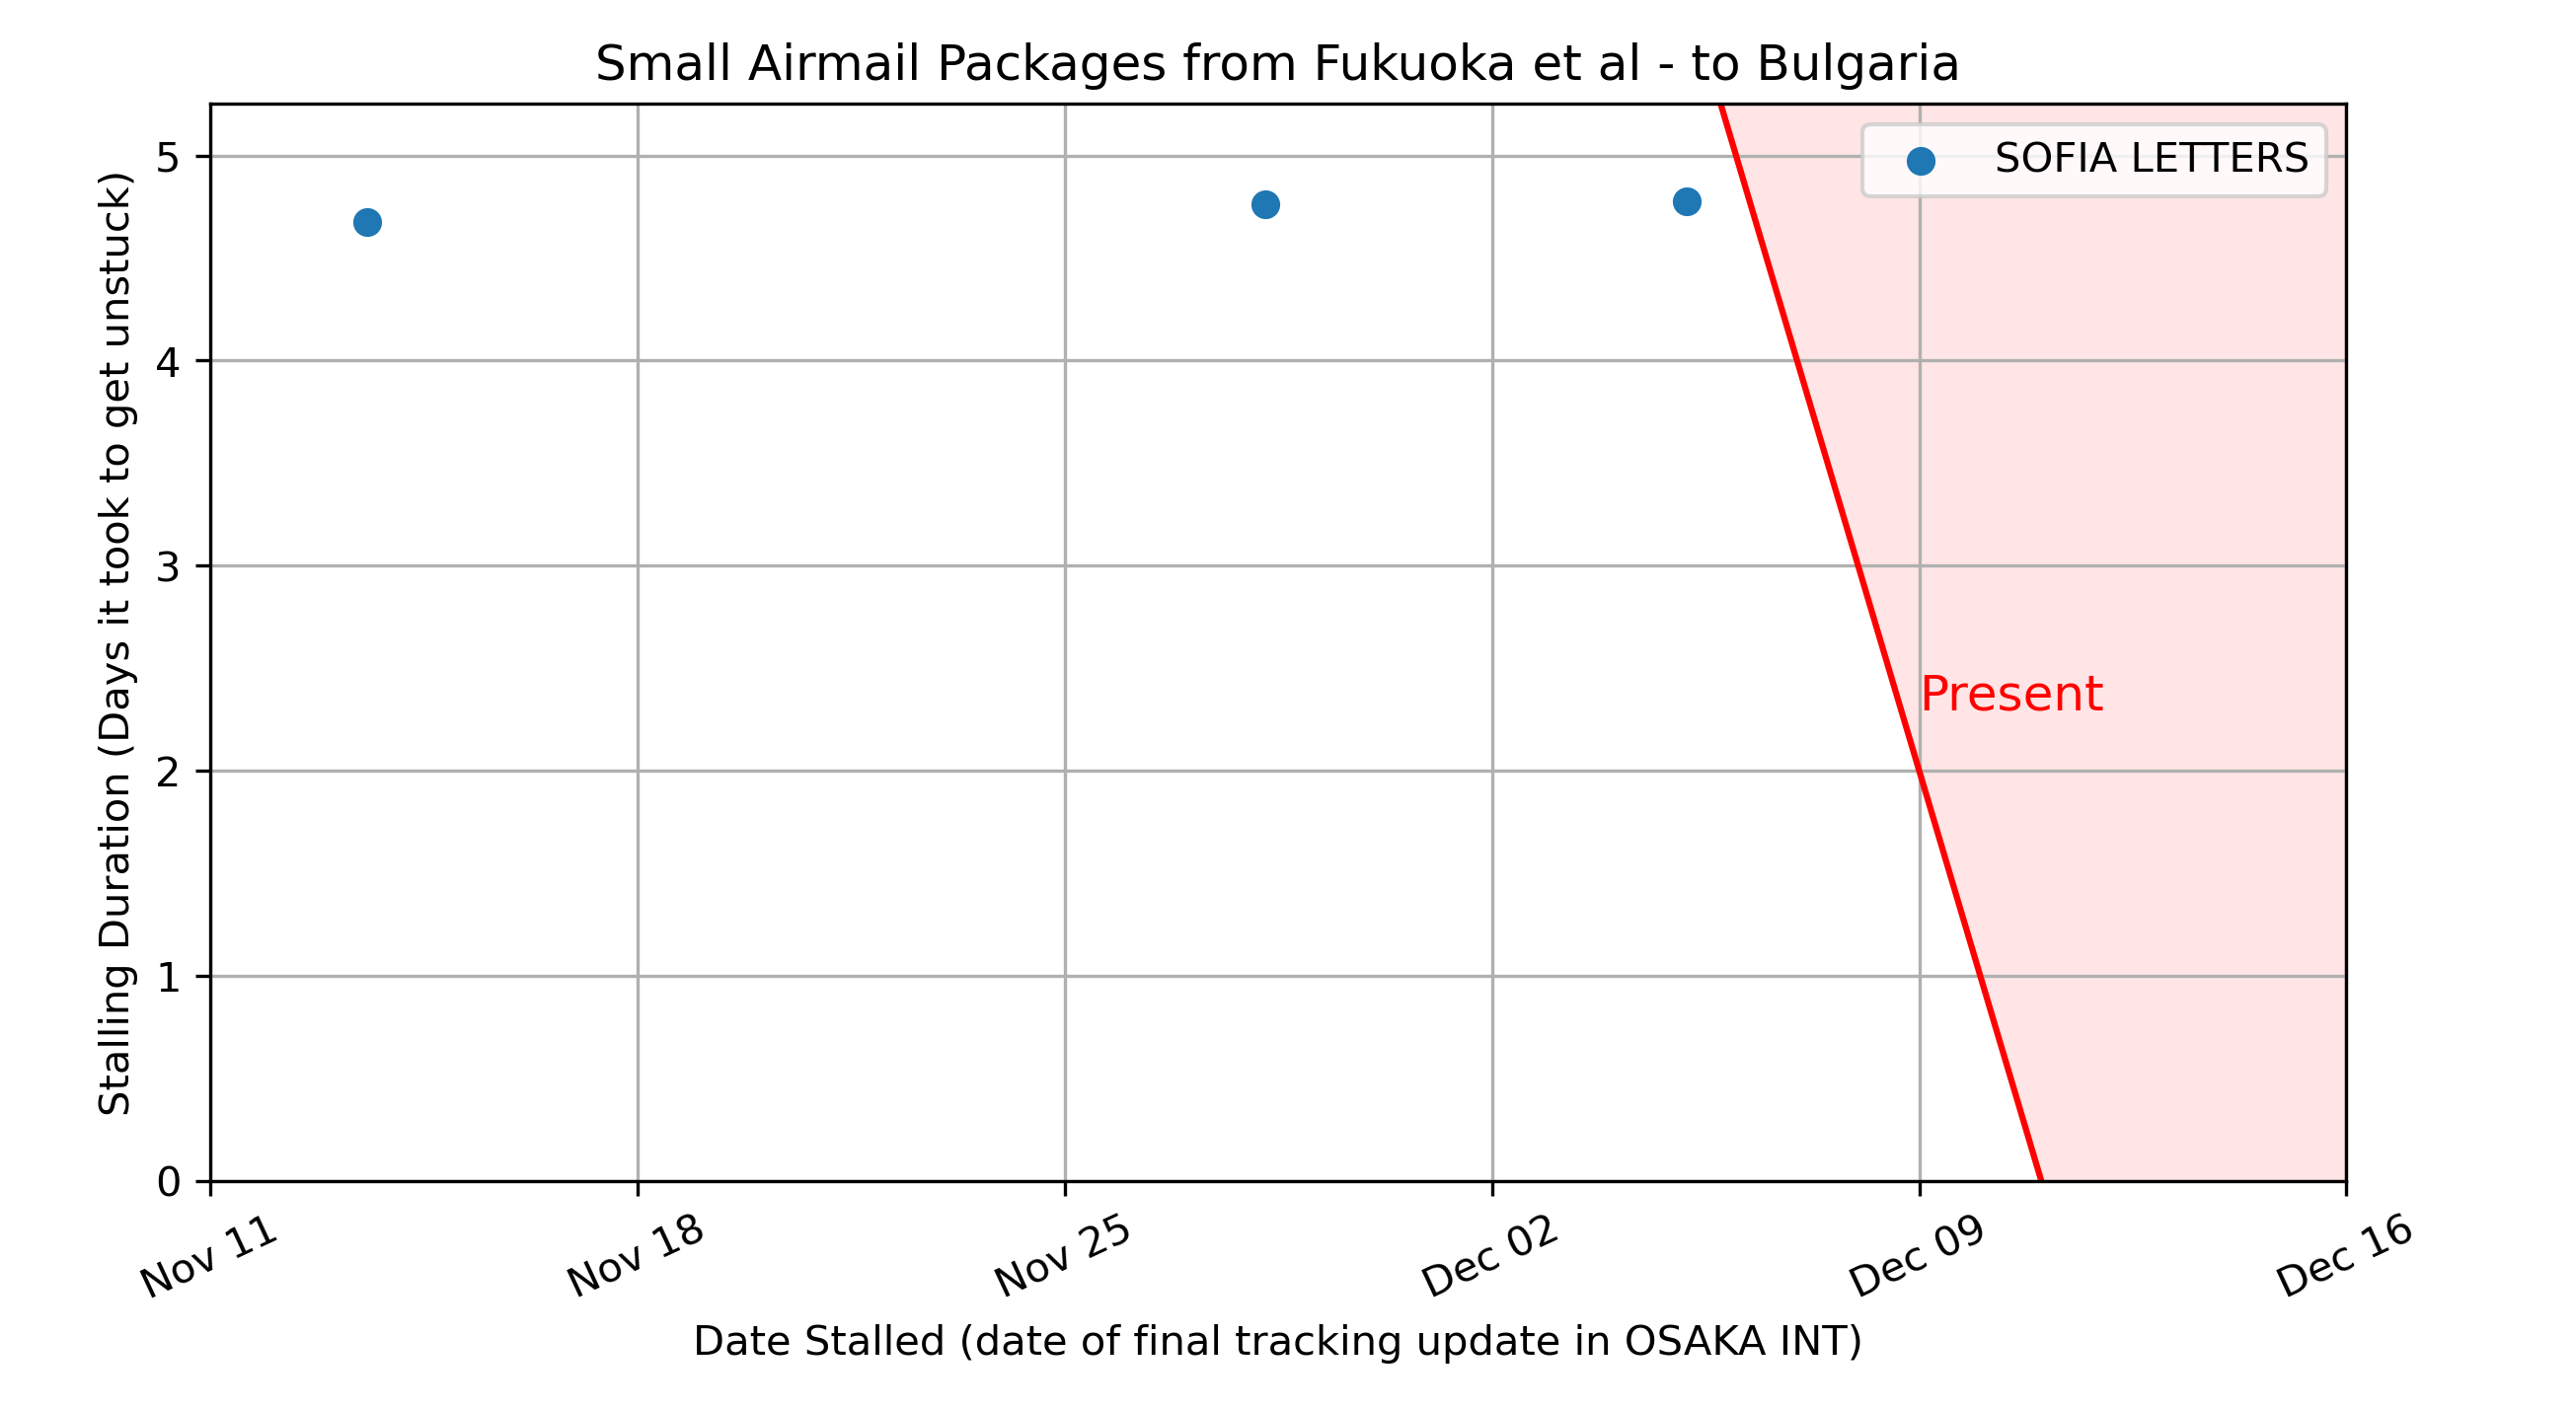 Small Airmail Packages from Fukuoka et al - to Bulgaria
Stalling Duration (Days it took to get unstuck)
5
4
3
2
1
0
SOFIA LETTERS
Present
Nov 11
Nov 18
Nov 25
Dec 02
Dec 09
Dec 16
Date Stalled (date of final tracking update in OSAKA INT)